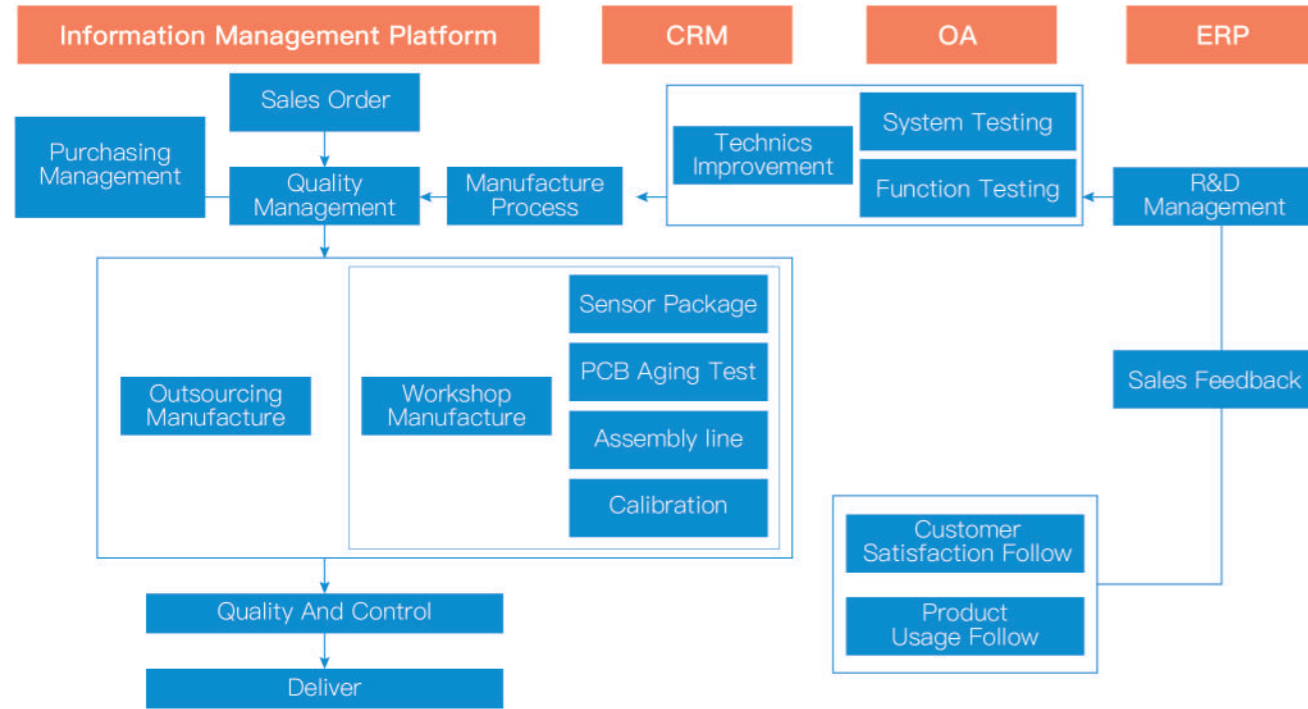 Information Management Platform
CRM
OA
ERP
Sales Order
Purchasing
Management
Quality
Management
Manufacture
Process
Technics
Improvement
System Testing
Function Testing
R&D
Management
Outsourcing
Manufacture
Workshop
Manufacture
Sensor Package
PCB Aging Test
Assembly line
Calibration
Sales Feedback
Customer
Satisfaction Follow
Product
Usage Follow
Quality And Control
Deliver